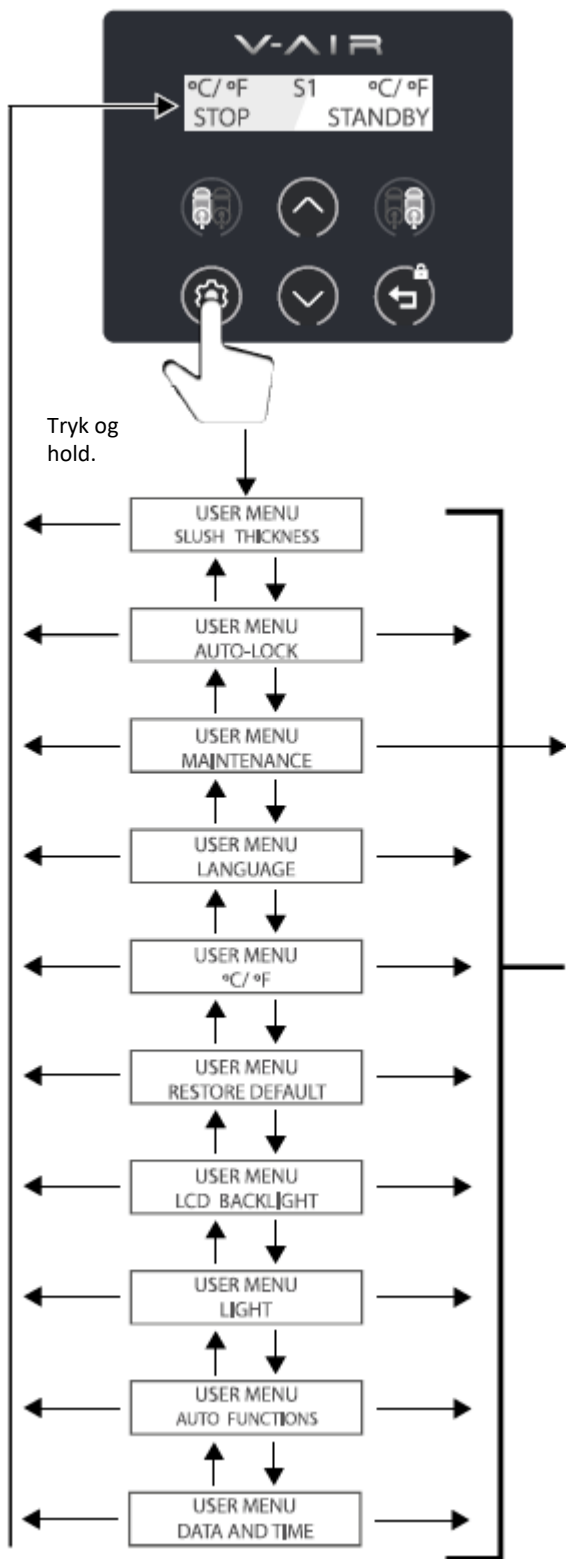 V-AIR
°C/ °F S1 °C/ °F
STOP STANDBY
Tryk og
hold.
USER MENU
SLUSH THICKNESS
USER MENU
AUTO-LOCK
USER MENU
MAINTENANCE
USER MENU
LANGUAGE
USER MENU
°C/ °F
USER MENU
RESTORE DEFAULT
USER MENU
LCD BACKLIGHT
USER MENU
LIGHT
USER MENU
AUTO FUNCTIONS
USER MENU
DATA AND TIME